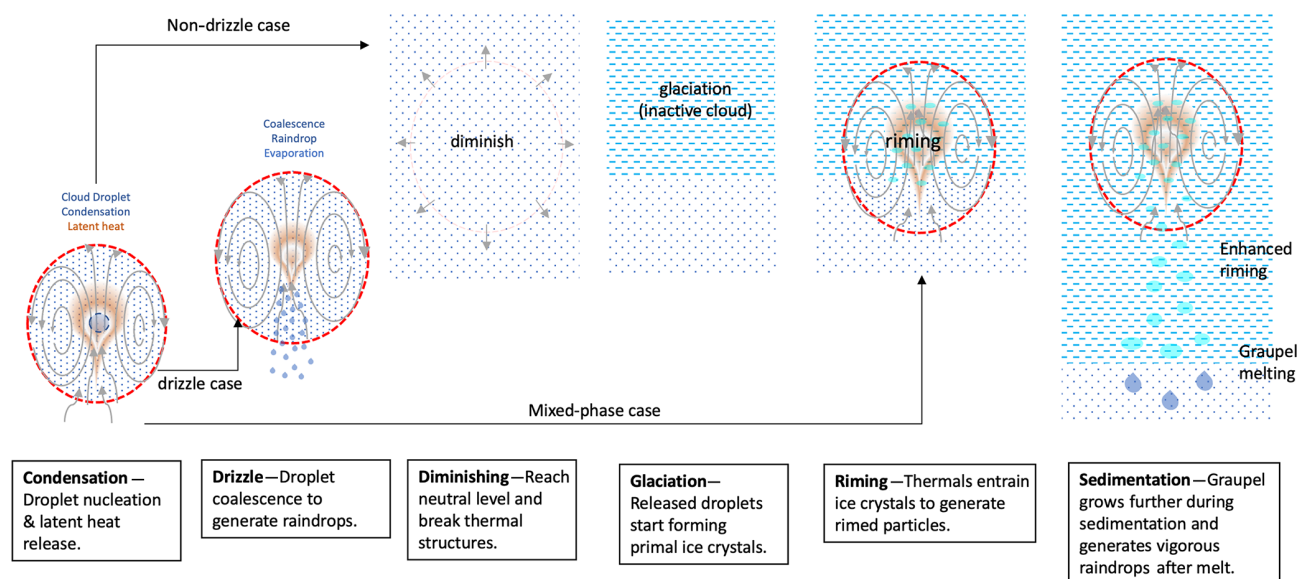 Non-drizzle case
Coalescence
Raindrop
Evaporation
Cloud Droplet
Condensation
Latent heat
drizzle case
diminish
glaciation
(inactive cloud)
riming
Enhanced
riming
Graupel
melting
Mixed-phase case
Condensation—
Droplet nucleation
& latent heat
release.
Drizzle—Droplet
coalescence to
generate raindrops.
Diminishing—Reach
neutral level and
break thermal
structures.
Glaciation—
Released droplets
start forming
primal ice crystals.
Riming—Thermals entrain
ice crystals to generate
rimed particles.
Sedimentation—Graupel
grows further during
sedimentation and
generates vigorous
raindrops after melt.